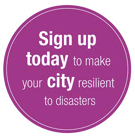 Sign up
today to make
your city resilient
to disasters